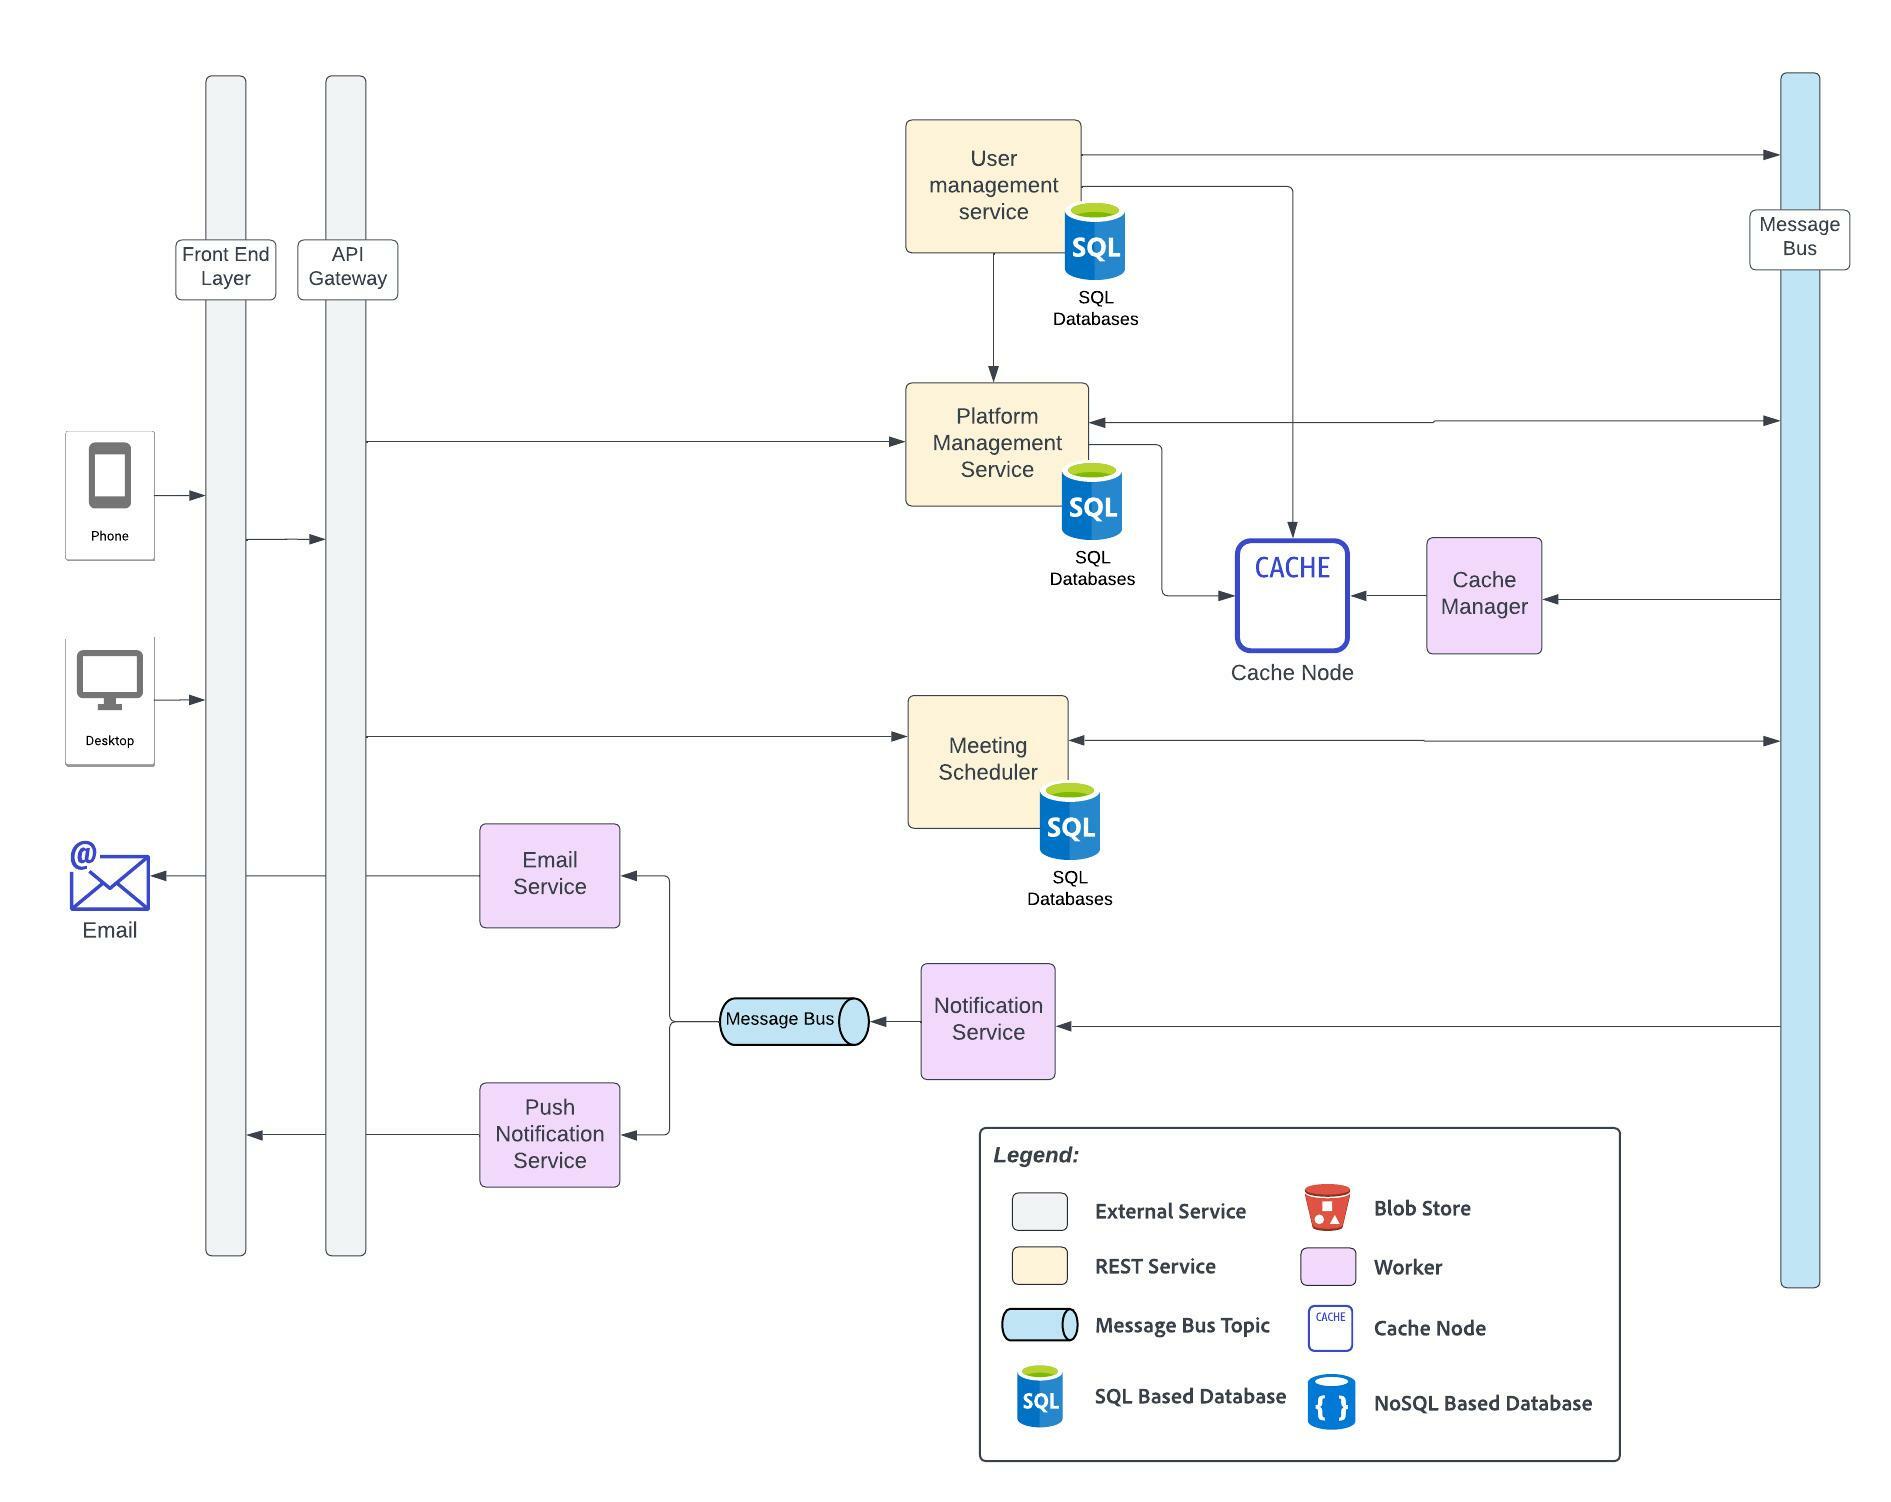 User
management
service
SQL
SQL
Databases
Message
Bus
Front End
Layer
API
Gateway
Platform
Management
Service
SQL
SQL
Databases
Phone
CACHE
Cache Node
Cache
Manager
Desktop
Meeting
Scheduler
SQL
SQL
Databases
@
Email
Email
Service
Message Bus
Notification
Service
Push
Notification
Service
Legend:
External Service
Blob Store
REST Service
Worker
Message Bus Topic
CACHE
Cache Node
SQL
SQL Based Database
{ }
NoSQL Based Database